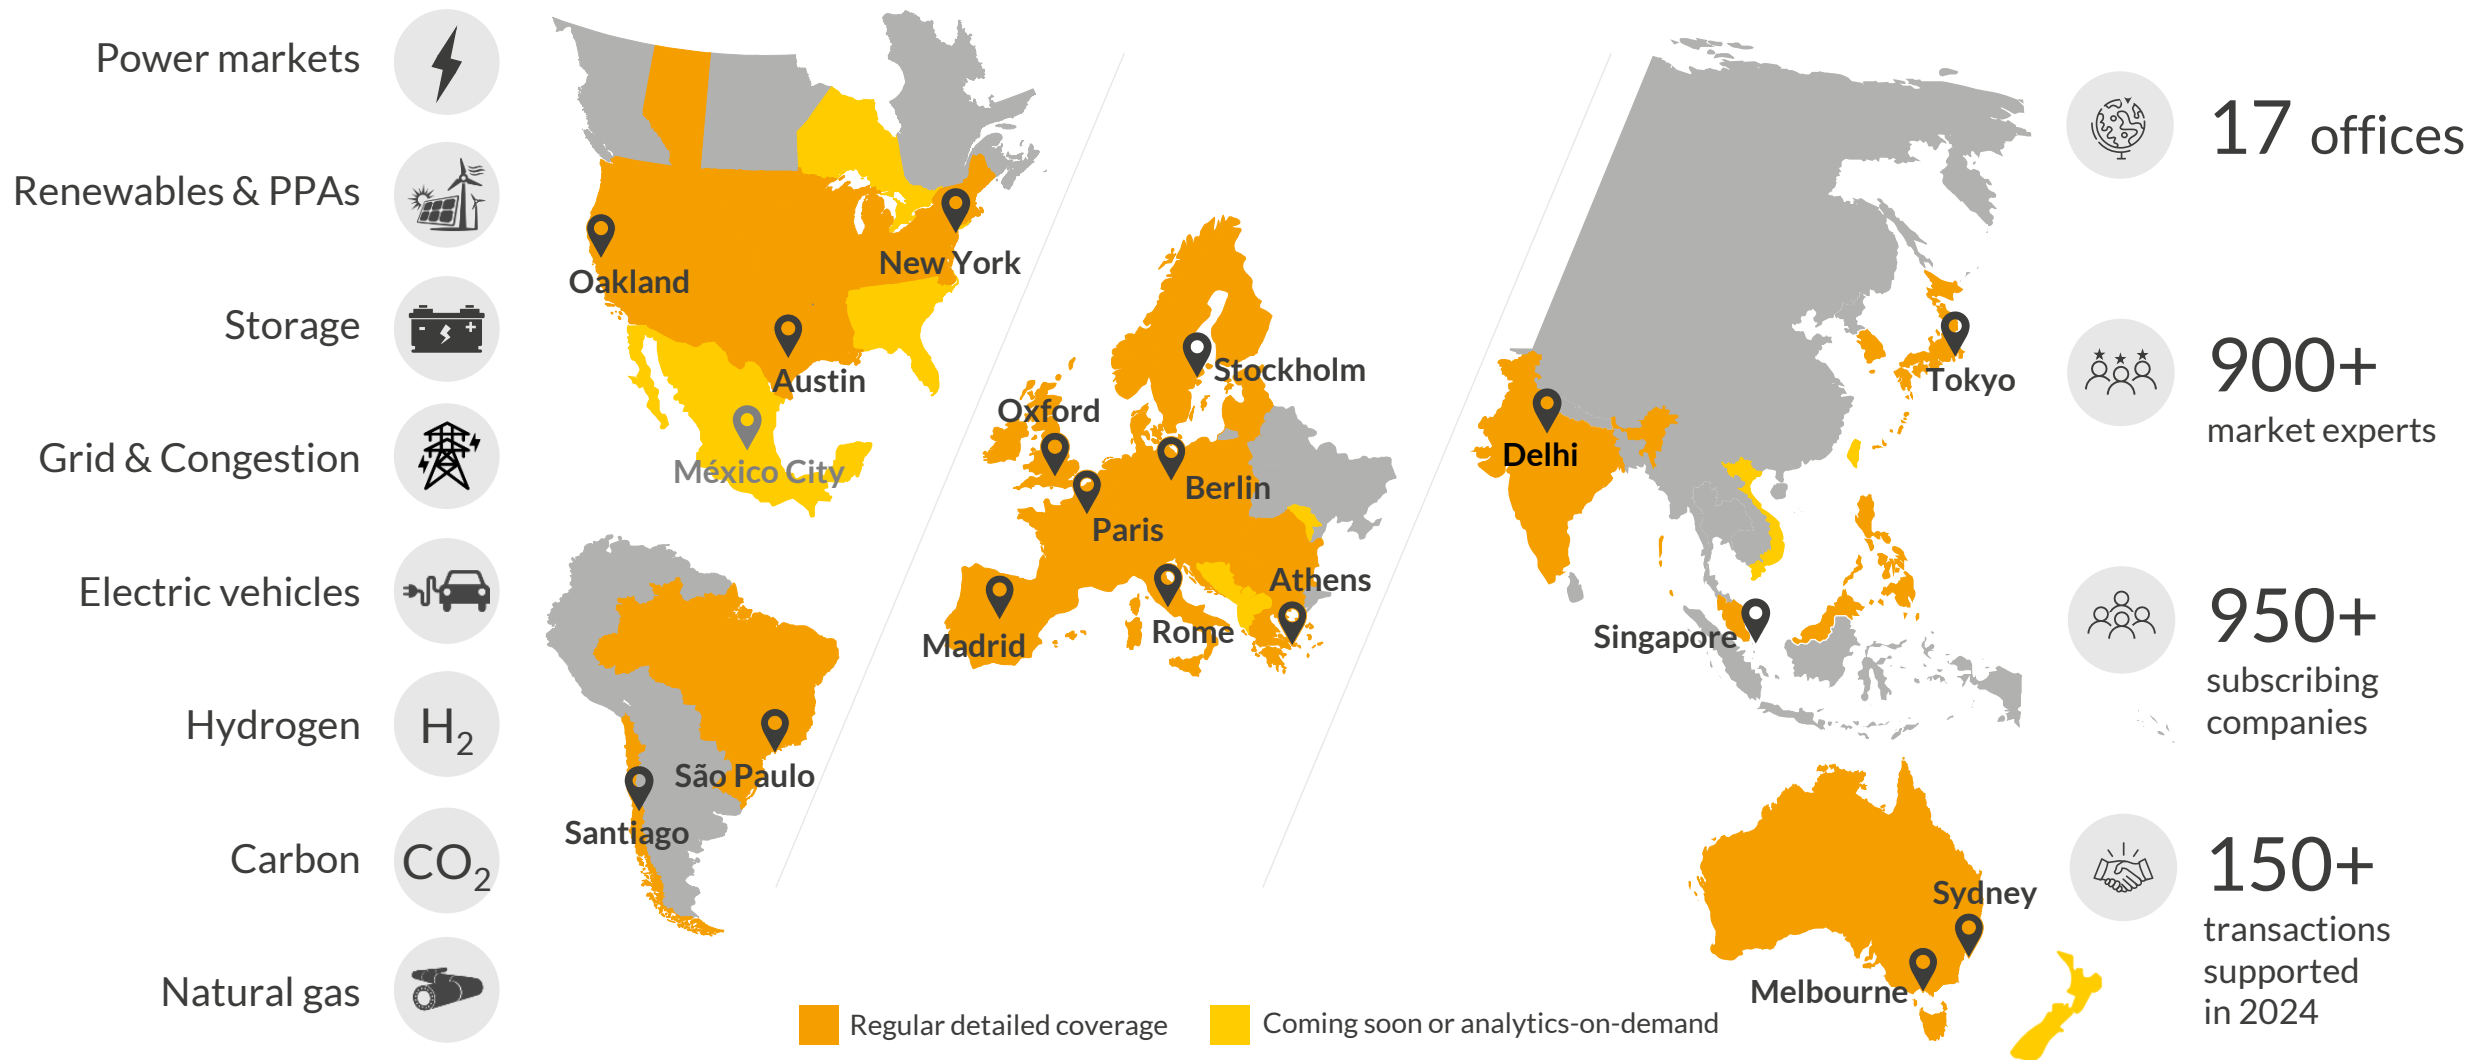 Power markets
Renewables & PPAs
Storage
Grid & Congestion
Electric vehicles
Hydrogen
H2
Carbon
CO2
Natural gas
Oakland
New York
Austin
México City
São Paulo
Santiago
Stockholm
Oxford
Berlin
Paris
Athens
Madrid
Rome
Tokyo
Delhi
Singapore
Sydney
Melbourne
Regular detailed coverage
Coming soon or analytics-on-demand
17 offices
900+
market experts
950+
subscribing
companies
150+
transactions
supported
in 2024